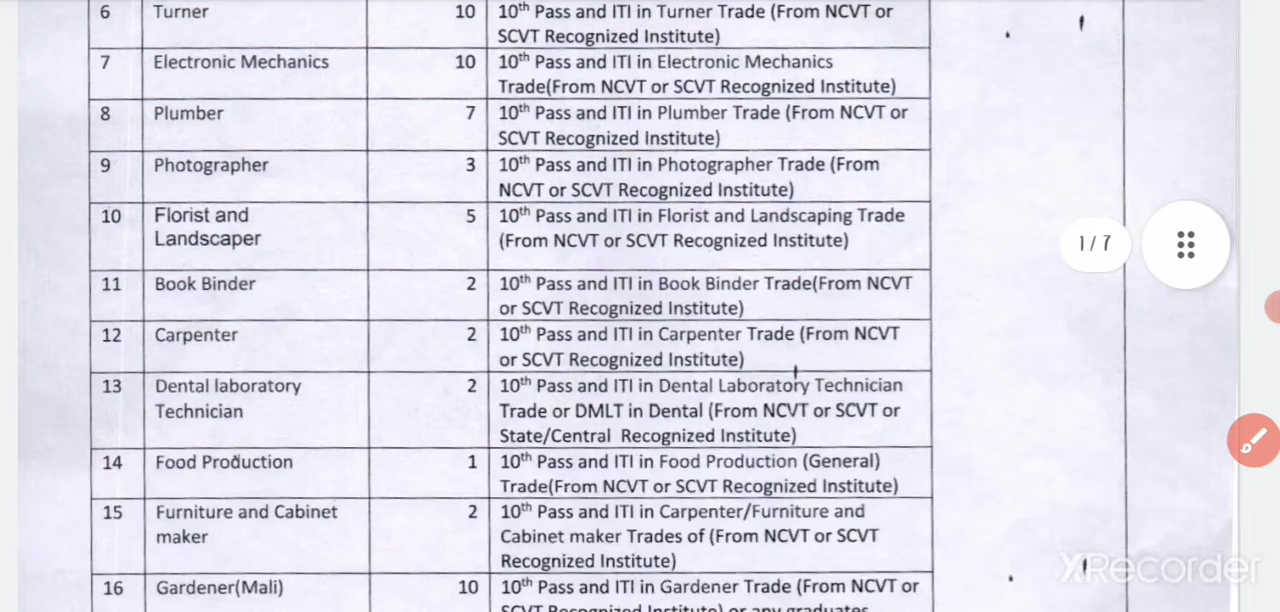 6 Turner 10 10th Pass and ITI in Turner Trade (From NCVT or
SCVT Recognized Institute)
7 Electronic Mechanics 10 10th Pass and ITI in Electronic Mechanics
Trade(From NCVT or SCVT Recognized Institute)
8 Plumber 7 10th Pass and ITI in Plumber Trade (From NCVT or
SCVT Recognized Institute)
9 Photographer 3 10th Pass and ITI in Photographer Trade (From
NCVT or SCVT Recognized Institute)
10 Florist and 5 10th Pass and ITI in Florist and Landscaping Trade
Landscaper (From NCVT or SCVT Recognized Institute)
1/7
11 Book Binder 2 10th Pass and ITI in Book Binder Trade(From NCVT
or SCVT Recognized Institute)
12 Carpenter 2 10th Pass and ITI in Carpenter Trade (From NCVT
or SCVT Recognized Institute)
13 Dental laboratory 2 10th Pass and ITI in Dental Laboratory Technician
Technician Trade or DMLT in Dental (From NCVT or SCVT or
State/Central Recognized Institute)
14 Food Production 1 10th Pass and ITI in Food Production (General)
Trade(From NCVT or SCVT Recognized Institute)
15 Furniture and Cabinet 2 10th Pass and ITI in Carpenter/Furniture and
maker Cabinet maker Trades of (From NCVT or SCVT
Recognized Institute)
16 Gardener(Mali) 10 10th Pass and ITI in Gardener Trade (From NCVT or
SCVT Recognized Institute) or any graduates
XRecorder